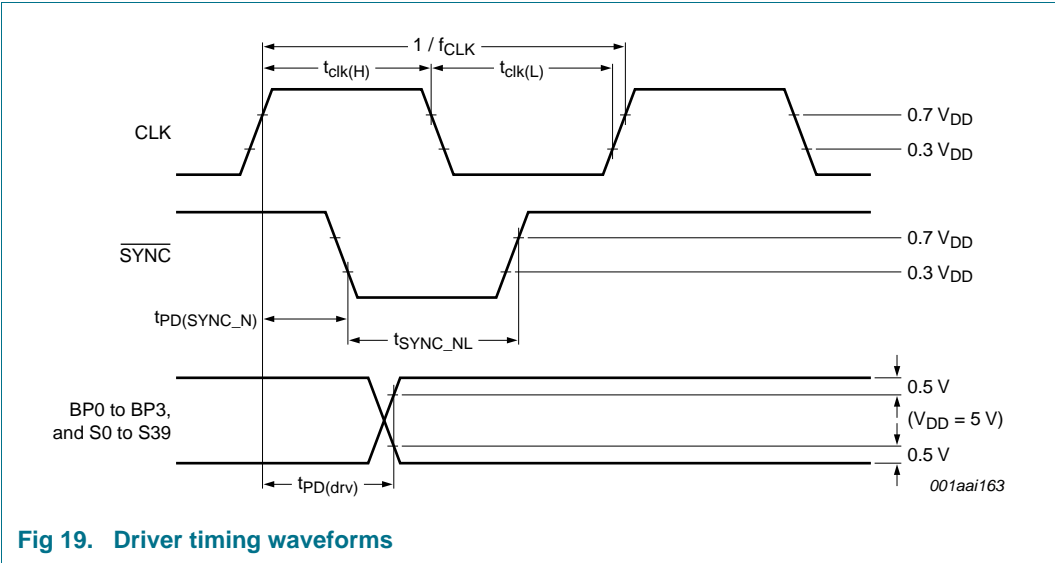 1 / fCLK
tclk(H)
tclk(L)
CLK
0.7 VDD
0.3 VDD
SYNC
0.7 VDD
0.3 VDD
tPD(SYNC_N)
tSYNC_NL
BP0 to BP3,
and S0 to S39
0.5 V
(VDD = 5 V)
0.5 V
tPD(drv)
001aai163
Fig 19. Driver timing waveforms